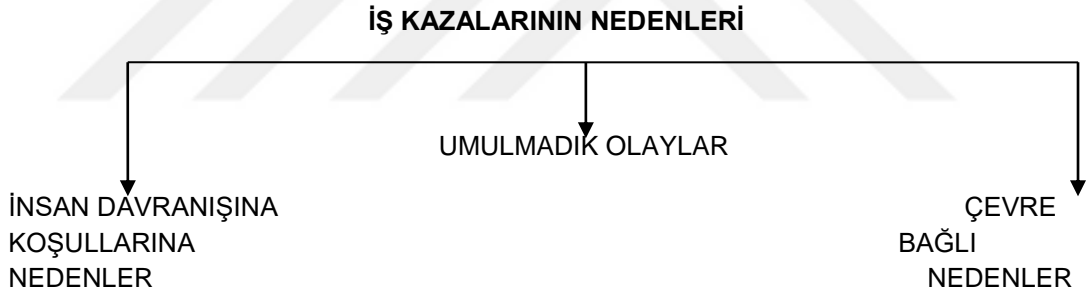 İŞ KAZALARININ NEDENLERİ
UMULMADIK OLAYLAR
İNSAN DAVRANIŞINA ÇEVRE
KOŞULLARINA BAĞLI
NEDENLER NEDENLER